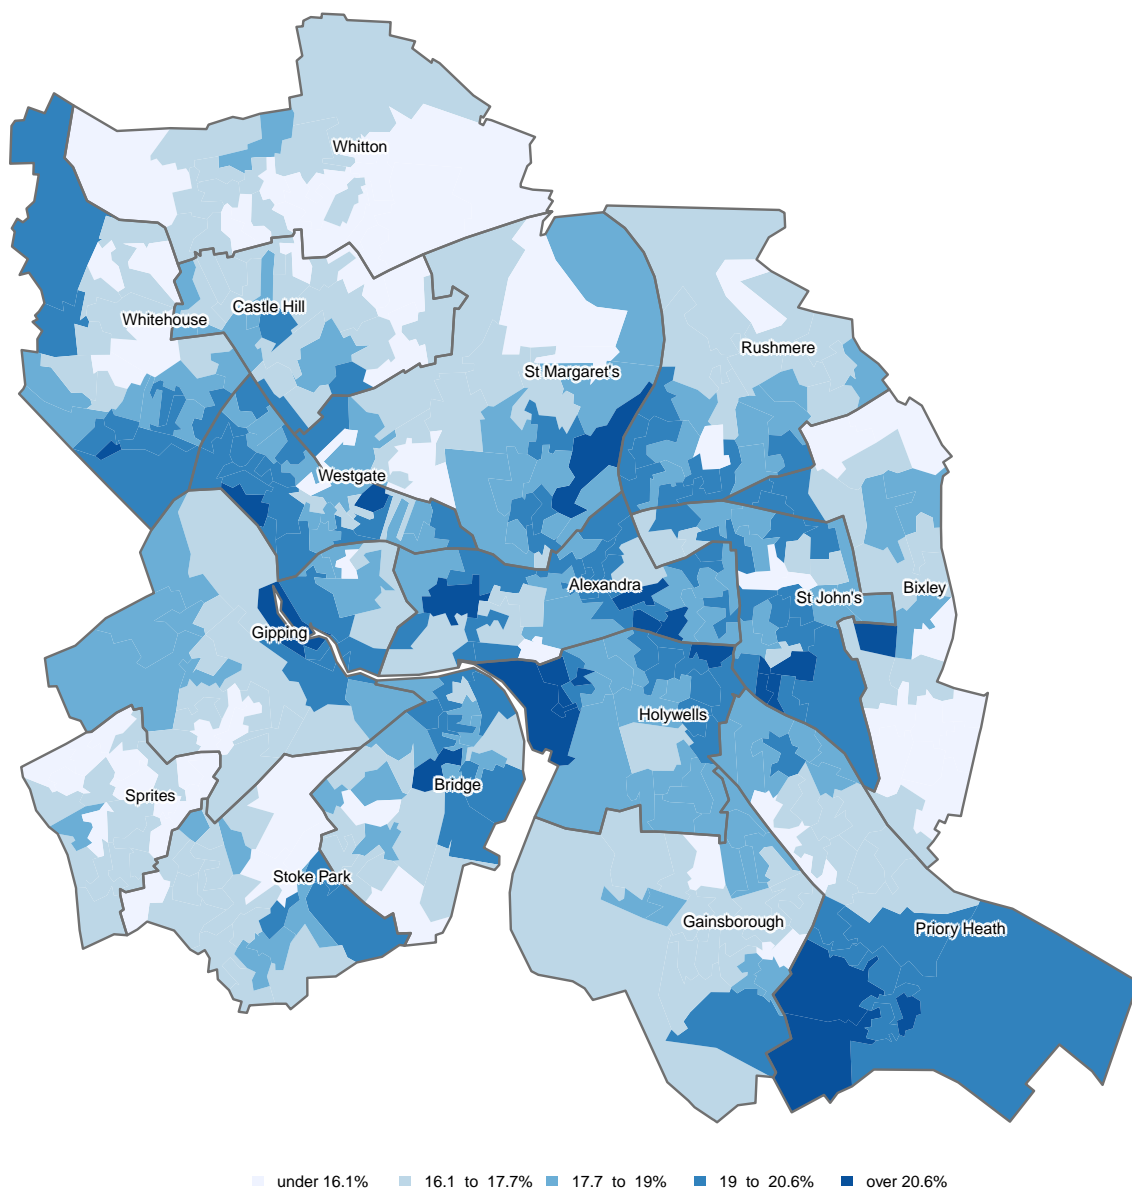 Whitton
Castle Hill
Whitehouse
Rushmere
St Margaret's
Westgate
Alexandra
St John's
Bixley
Gipping
Holywells
Bridge
Sprites
Stoke Park
Gainsborough
Priory Heath
under 16.1%
16.1 to 17.7%
17.7 to 19%
19 to 20.6%
over 20.6%